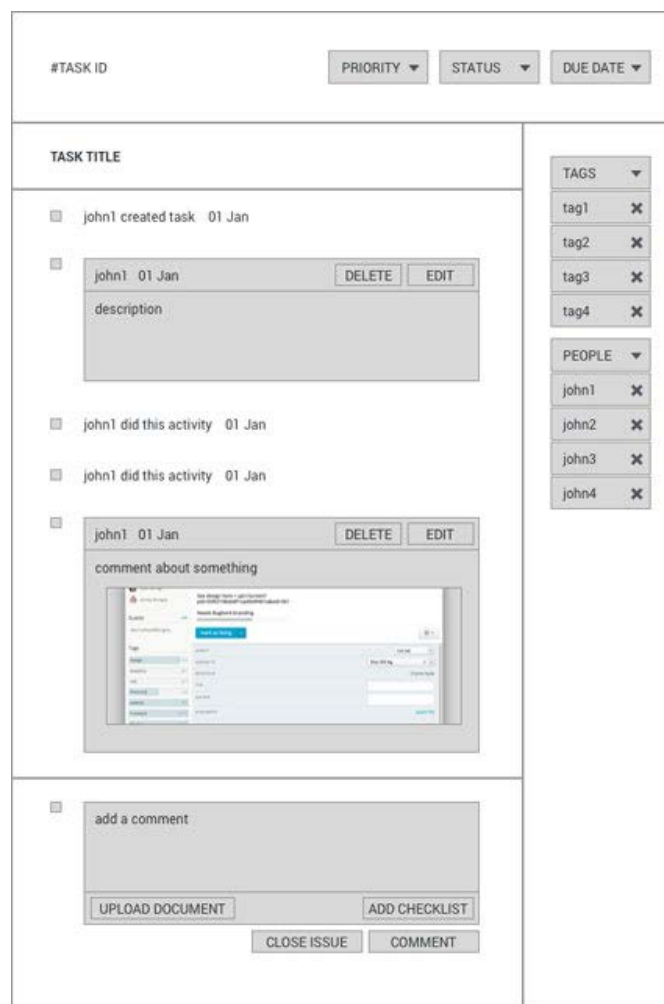 #TASK ID
PRIORITY
STATUS
DUE DATE
TASK TITLE
john1 created task 01 Jan
john1 01 Jan
DELETE
EDIT
description
john1 did this activity 01 Jan
john1 did this activity 01 Jan
john1 01 Jan
DELETE
EDIT
comment about something
Tags
add a comment
UPLOAD DOCUMENT
ADD CHECKLIST
CLOSE ISSUE
COMMENT
TAGS
tag1
tag2
tag3
tag4
PEOPLE
john1
john2
john3
john4